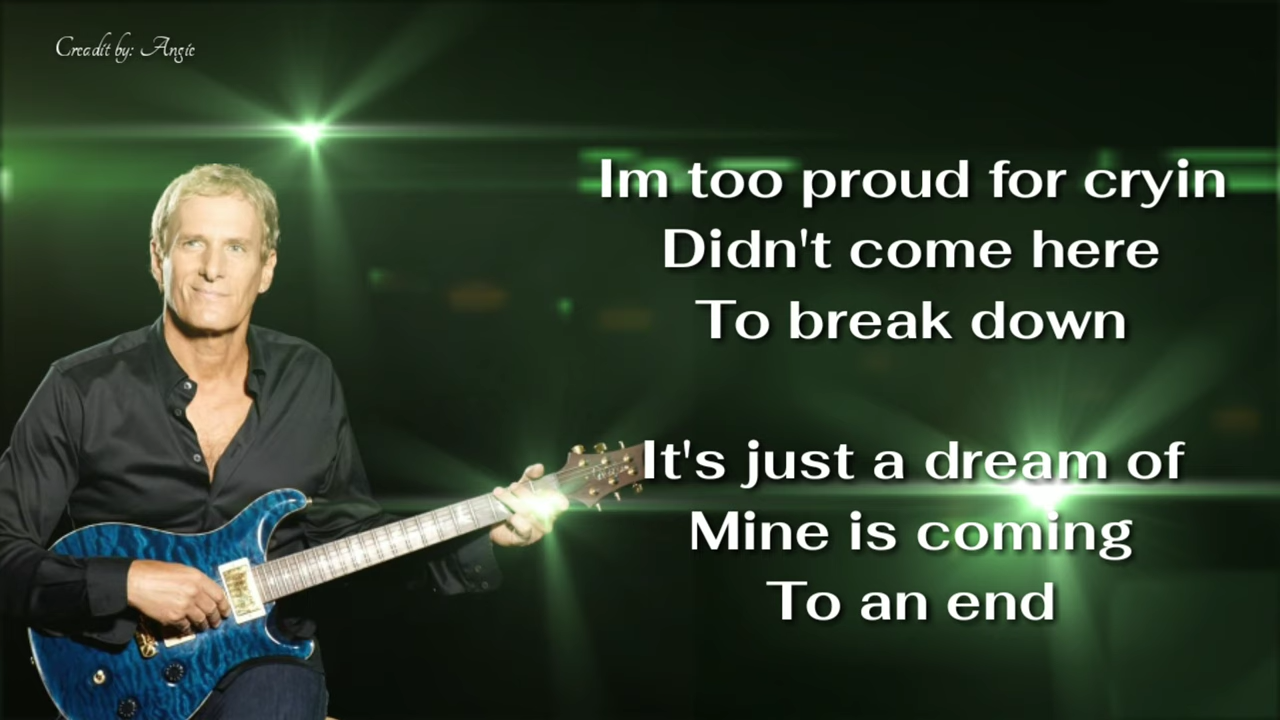 Creadit by: Angie
Im too proud for cryin
Didn't come here
To break down
It's just a dream of
Mine is coming
To an end